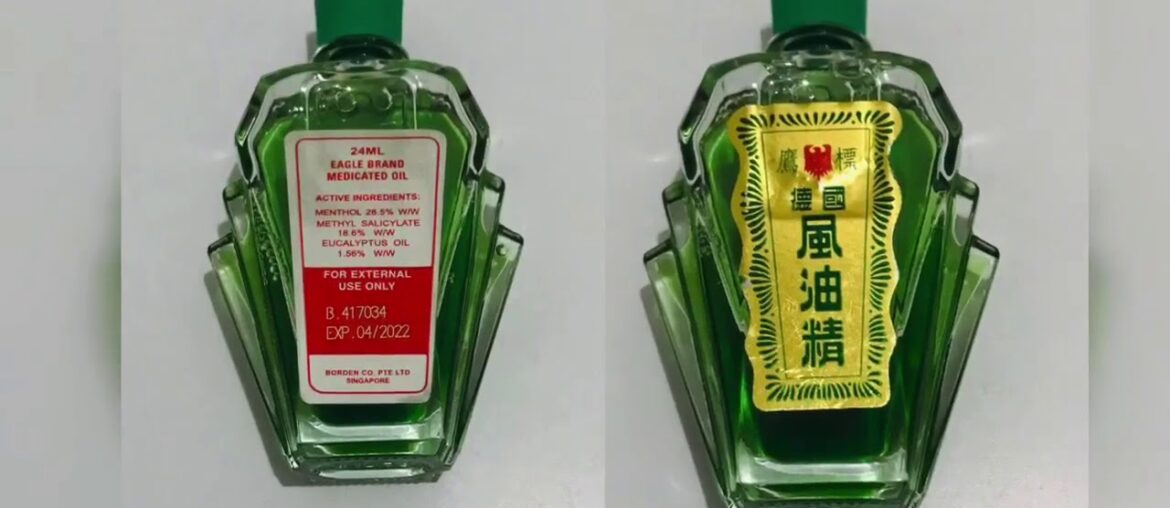 24ML
EAGLE BRAND
MEDICATED OIL
ACTIVE INGREDIENTS:
MENTHOL 28.5% W/W
METHYL SALICYLATE
18.6% W/W
EUCALYPTUS OIL
1.56% W/W
FOR EXTERNAL
USE ONLY
B.417034
EXP.04/2022
BORDEN CO. PTE LTD
SINGAPORE
鷹標
德國
風
油
精